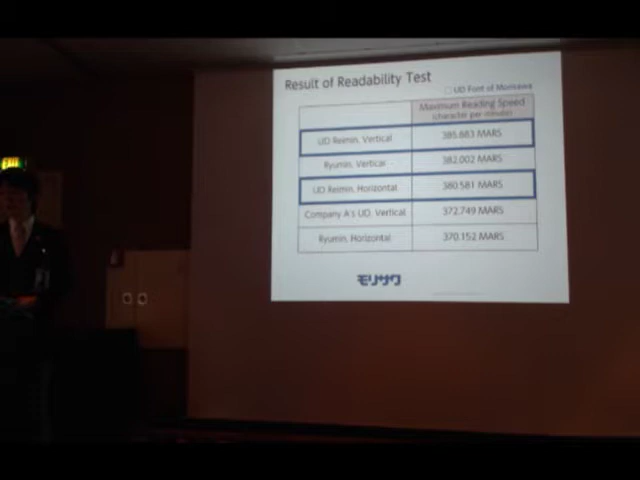 EXIT
Result of Readability Test
UD Font of Morisawa
Maximum Reading Speed
(character per minute)
UD Reimin, Vertical 385.683 MARS
Ryumin, Vertical 382.002 MARS
UD Reimin, Horizontal 380.581 MARS
Company A's UD, Vertical 372.749 MARS
Ryumin, Horizontal 370.152 MARS
モリサワ